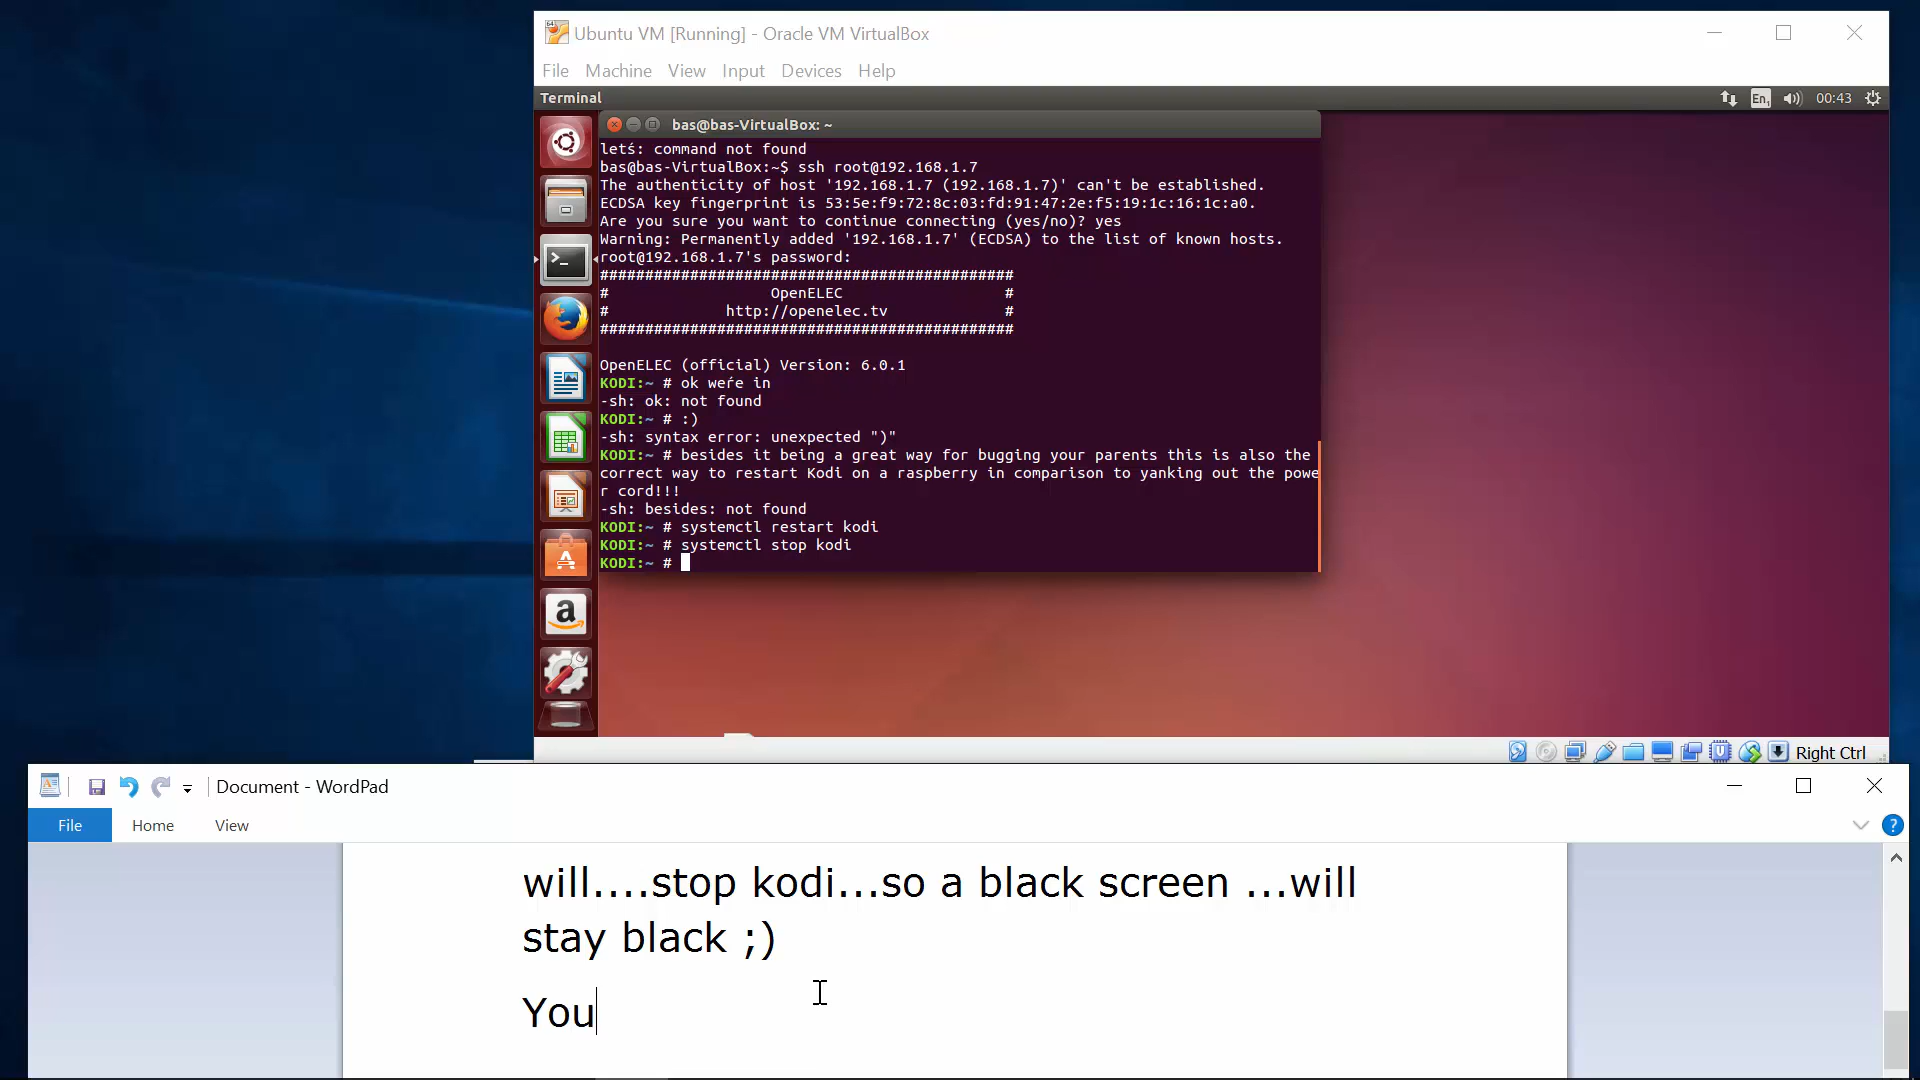 Ubuntu VM [Running] - Oracle VM VirtualBox
File Machine View Input Devices Help
Terminal En1 00:43
bas@bas-VirtualBox: ~
letś: command not found
bas@bas-VirtualBox:~$ ssh root@192.168.1.7
The authenticity of host '192.168.1.7 (192.168.1.7)' can't be established.
ECDSA key fingerprint is 53:5e:f9:72:8c:03:fd:91:47:2e:f5:19:1c:16:1c:a0.
Are you sure you want to continue connecting (yes/no)? yes
Warning: Permanently added '192.168.1.7' (ECDSA) to the list of known hosts.
root@192.168.1.7's password:
##############################################
# OpenELEC #
# http://openelec.tv #
##############################################
OpenELEC (official) Version: 6.0.1
KODI:~ # ok weŕe in
-sh: ok: not found
KODI:~ # :)
-sh: syntax error: unexpected ")"
KODI:~ # besides it being a great way for bugging your parents this is also the
correct way to restart Kodi on a raspberry in comparison to yanking out the powe
r cord!!!
-sh: besides: not found
KODI:~ # systemctl restart kodi
KODI:~ # systemctl stop kodi
KODI:~ #
Right Ctrl
Document - WordPad
File Home View
will....stop kodi...so a black screen ...will
stay black ;)
You